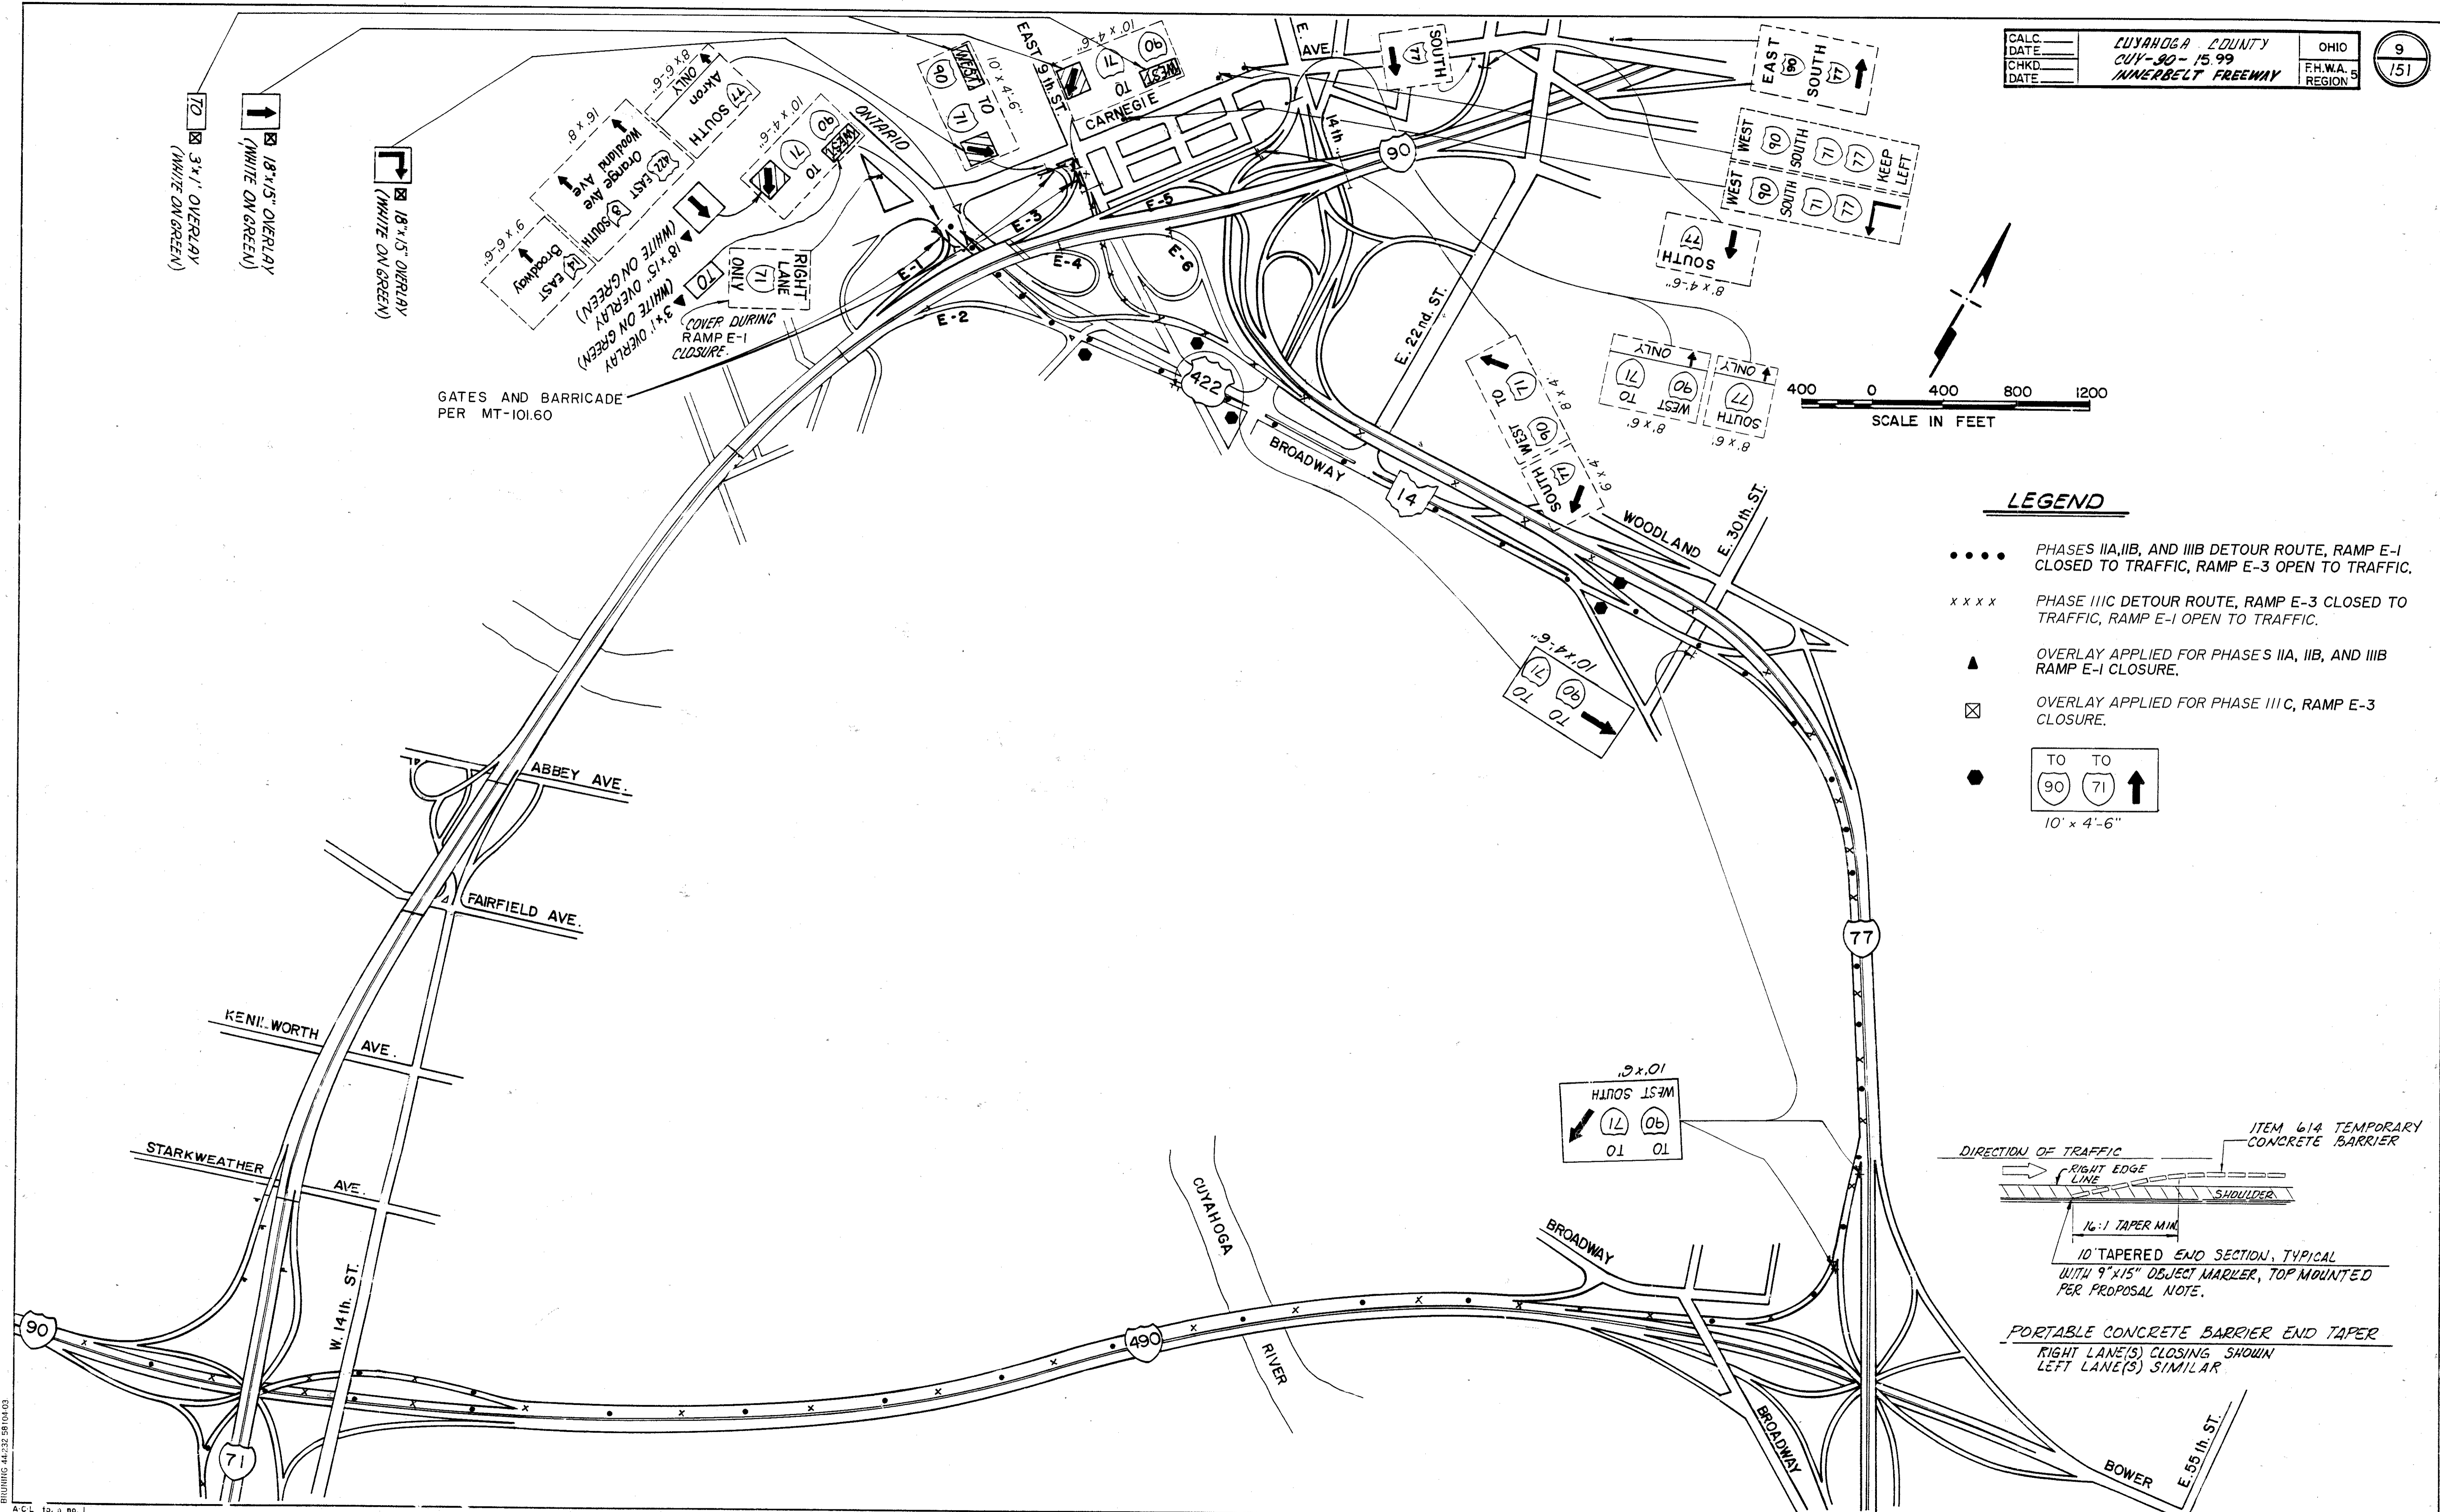 CALC.
DATE
CHKD.
DATE
CUYAHOGA COUNTY
CUY-90-15.99
INNERBELT FREEWAY
OHIO
F.H.W.A. 5
REGION
9
151
TO
3'x1' OVERLAY
(WHITE ON GREEN)
18"x15" OVERLAY
(WHITE ON GREEN)
18"x15" OVERLAY
(WHITE ON GREEN)
8'x6'-6"
ONLY
Akron
77 SOUTH
16' x 8'
Woodland Ave
Orange Ave
422 EAST
8 SOUTH
9' x 6'-6"
Broadway
14 EAST
18"x15" OVERLAY
(WHITE ON GREEN)
TO
3'x1' OVERLAY
(WHITE ON GREEN)
10' x 4'-6"
WEST
90
TO
71
RIGHT
LANE
71
ONLY
COVER DURING
RAMP E-1
CLOSURE.
GATES AND BARRICADE
PER MT-101.60
ONTARIO
WEST TO
90 71
10' x 4'-6"
EAST 9th. ST.
10' x 4'-6"
WEST TO
90 71
CARNEGIE
E.
AVE.
14th
SOUTH
77
EAST SOUTH
90 77
WEST SOUTH KEEP
90 71 77 LEFT
WEST SOUTH
90 71 77
SOUTH
77
8' x 4'-6"
90
E-1
E-2
E-3
E-4
E-5
E-6
422
E. 22nd. ST.
BROADWAY
14
TO WEST
71 90
8' x 4'
SOUTH
77
6' x 4'
ONLY
71 90
TO WEST
8' x 6'
ONLY
77
SOUTH
8' x 6'
400 0 400 800 1200
SCALE IN FEET
WOODLAND
E. 30th. ST.
10'x4'-6"
TO TO
71 90
LEGEND
PHASES IIA,IIB, AND IIIB DETOUR ROUTE, RAMP E-1
CLOSED TO TRAFFIC, RAMP E-3 OPEN TO TRAFFIC.
x x x x
PHASE IIIC DETOUR ROUTE, RAMP E-3 CLOSED TO
TRAFFIC, RAMP E-1 OPEN TO TRAFFIC.
OVERLAY APPLIED FOR PHASES IIA, IIB, AND IIIB
RAMP E-1 CLOSURE.
OVERLAY APPLIED FOR PHASE IIIC, RAMP E-3
CLOSURE.
TO TO
90 71
10' x 4'-6"
ABBEY AVE.
FAIRFIELD AVE.
KENILWORTH AVE.
STARKWEATHER AVE.
W. 14th. ST.
77
10'x6'
WEST SOUTH
90 71
TO TO
CUYAHOGA
RIVER
BROADWAY
BROADWAY
BOWER
E. 55th. ST.
90
71
490
DIRECTION OF TRAFFIC
ITEM 614 TEMPORARY
CONCRETE BARRIER
RIGHT EDGE
LINE
SHOULDER
16:1 TAPER MIN.
10' TAPERED END SECTION, TYPICAL
WITH 9"x15" OBJECT MARKER, TOP MOUNTED
PER PROPOSAL NOTE.
PORTABLE CONCRETE BARRIER END TAPER
RIGHT LANE(S) CLOSING SHOWN
LEFT LANE(S) SIMILAR
BRUNING 44-232 58104-03